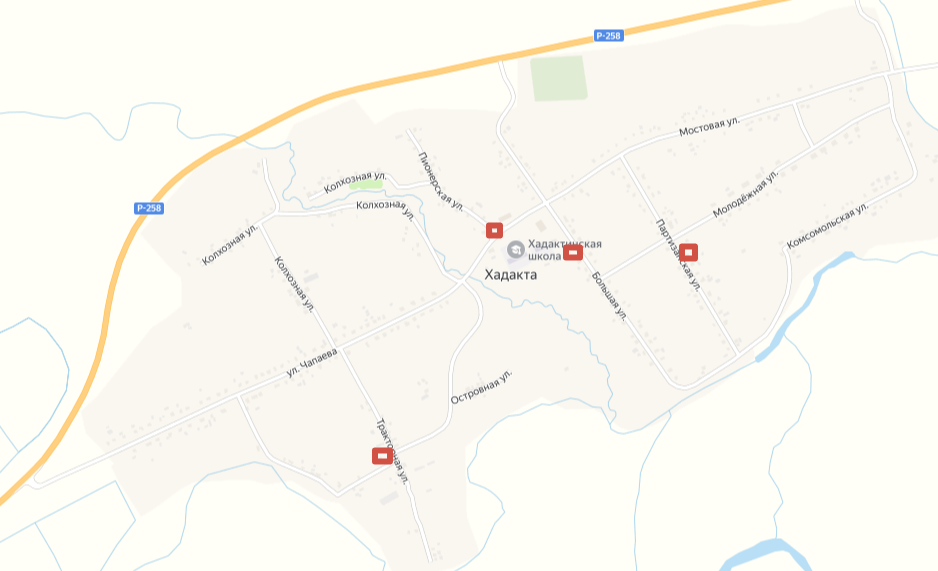 Р-258
Мостовая ул.
Пионерская ул.
Колхозная ул.
Молодёжная ул.
Р-258
Колхозная ул.
Комсомольская ул.
Колхозная ул.
Партизанская ул.
Хадактинская
школа
Хадакта
Колхозная ул.
Большая ул.
ул. Чапаева
Островная ул.
Тракторная ул.